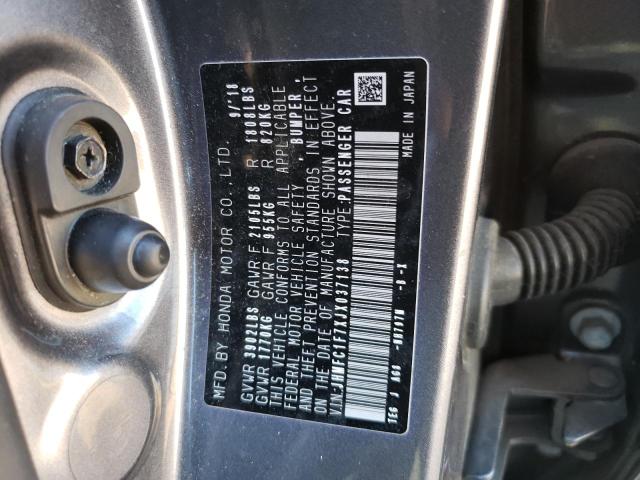 MFD.BY HONDA MOTOR CO.,LTD. 9/'18
GVWR 3902LBS GAWR F 2105LBS R 1808LBS
GVWR 1770KG GAWR F 955KG R 820KG
THIS VEHICLE CONFORMS TO ALL APPLICABLE
FEDERAL MOTOR VEHICLE SAFETY , BUMPER ,
AND THEFT PREVENTION STANDARDS IN EFFECT
ON THE DATE OF MANUFACTURE SHOWN ABOVE.
TYPE:PASSENGER CAR
MADE IN JAPAN